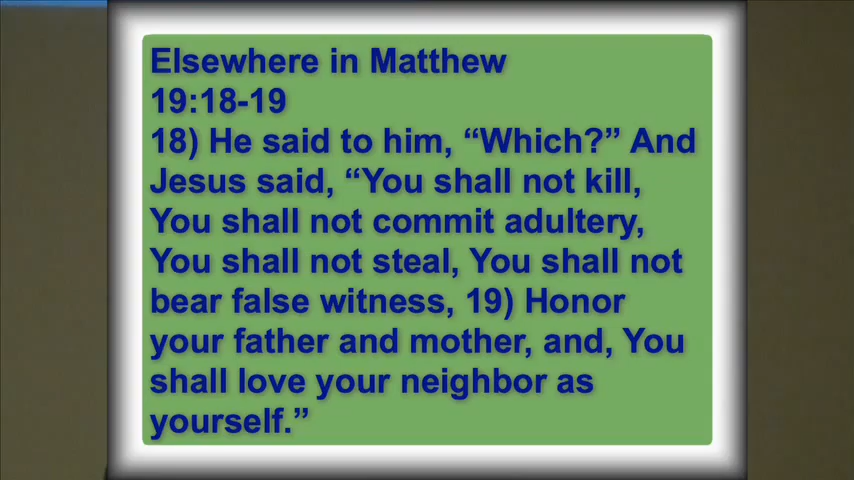 Elsewhere in Matthew
19:18-19
18) He said to him, “Which?” And
Jesus said, “You shall not kill,
You shall not commit adultery,
You shall not steal, You shall not
bear false witness, 19) Honor
your father and mother, and, You
shall love your neighbor as
yourself.”